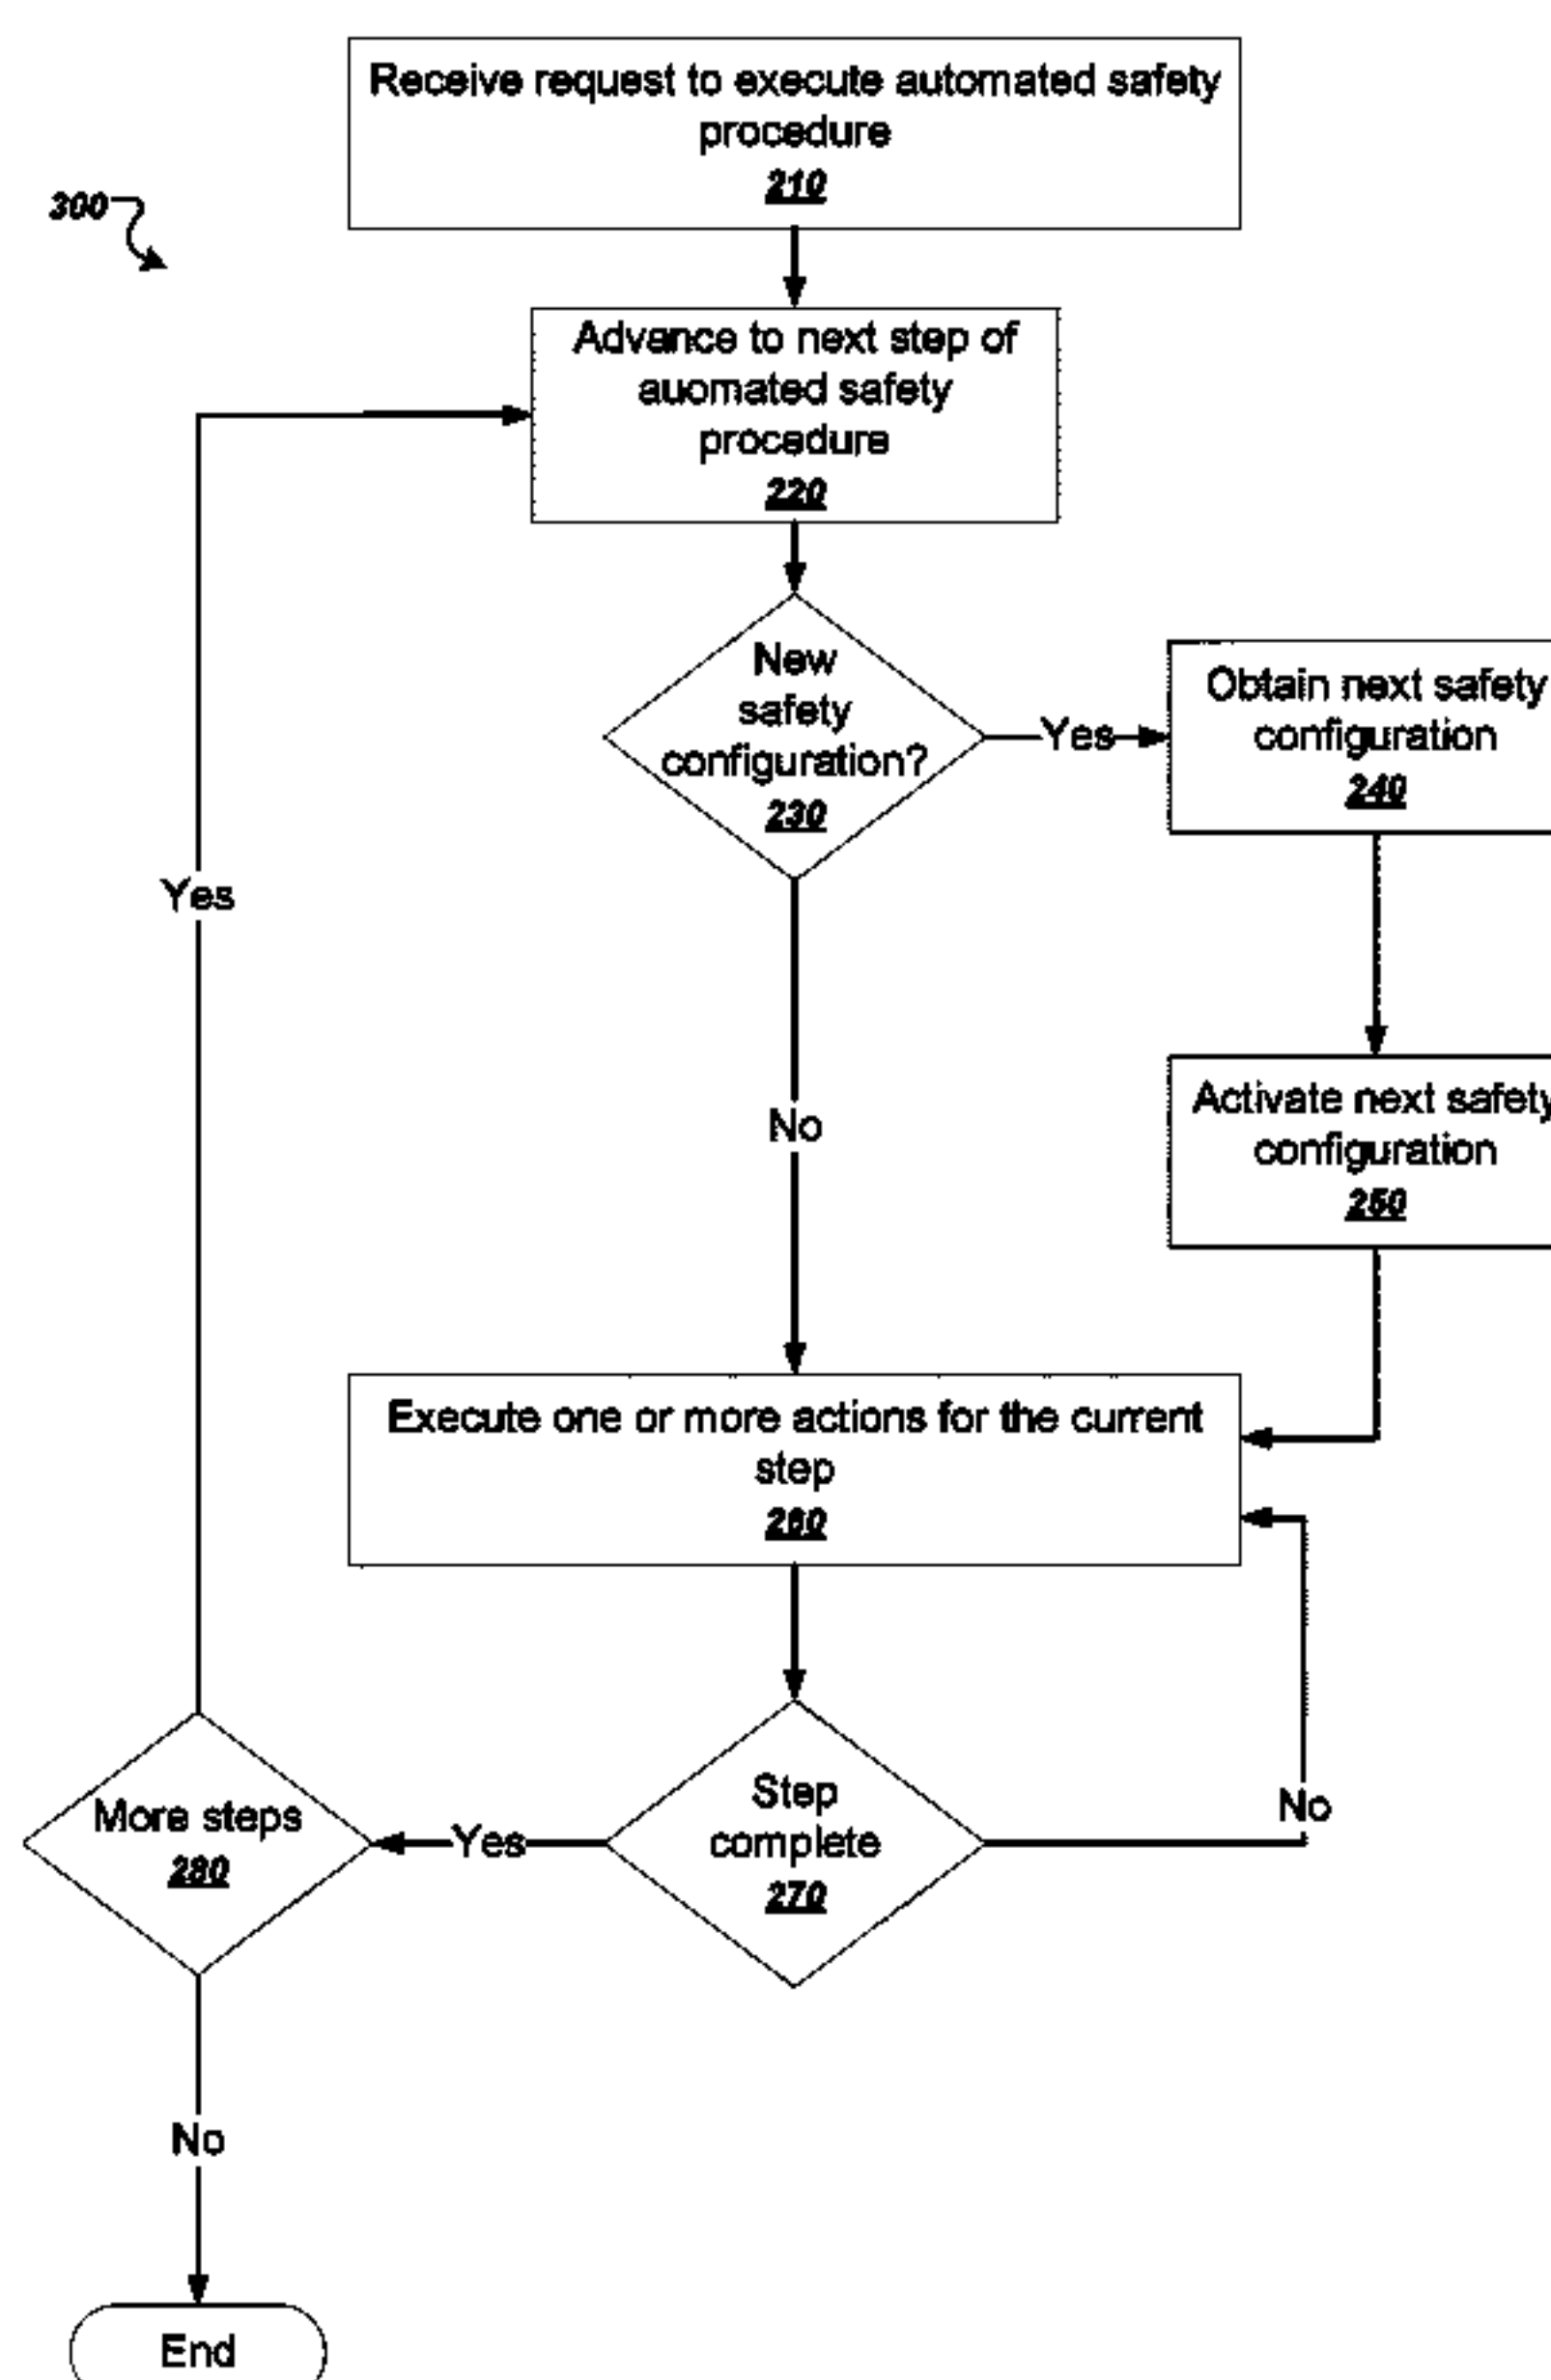 Receive request to execute automated safety
procedure
210
300
Advance to next step of
auomated safety
procedure
220
New
safety
configuration?
230
Yes
Obtain next safety
configuration
240
Yes
No
Activate next safety
configuration
250
Execute one or more actions for the current
step
260
More steps
280
Yes
Step
complete
270
No
No
End